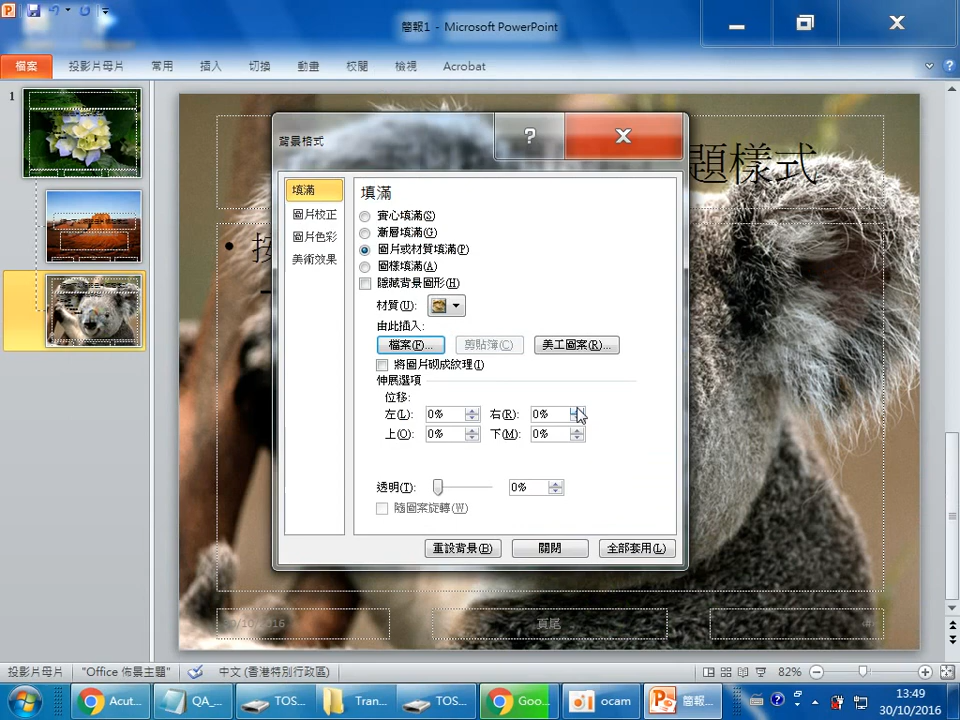 簡報1 - Microsoft PowerPoint
檔案 投影片母片 常用 插入 切換 動畫 校閱 檢視 Acrobat
1
背景格式
題樣式
填滿
圖片校正
圖片色彩
美術效果
填滿
實心填滿(S)
漸層填滿(G)
圖片或材質填滿(P)
圖樣填滿(A)
隱藏背景圖形(H)
材質(U):
由此插入:
檔案(F)... 剪貼簿(C) 美工圖案(R)...
將圖片砌成紋理(I)
伸展選項
位移:
左(L): 0% 右(R): 0%
上(O): 0% 下(M): 0%
透明(T): 0%
隨圖案旋轉(W)
重設背景(B) 關閉 全部套用(L)
• 按
30/10/2016 頁尾 ‹#›
投影片母片 "Office 佈景主題" 中文 (香港特別行政區) 82%
Acut... QA_... TOS... Tran... TOS... Goo... ocam 簡報...
13:49
30/10/2016